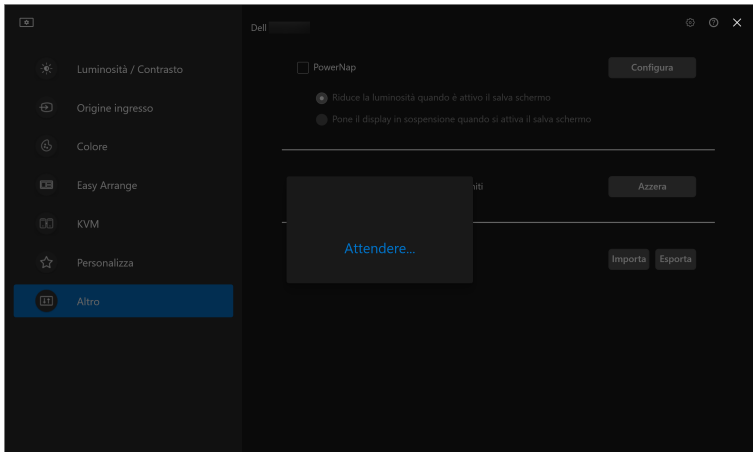 Dell
Luminosità / Contrasto
Origine ingresso
Colore
Easy Arrange
KVM
Personalizza
Altro
PowerNap
Configura
Riduce la luminosità quando è attivo il salva schermo
Pone il display in sospensione quando si attiva il salva schermo
Azzera
Attendere...
Importa
Esporta